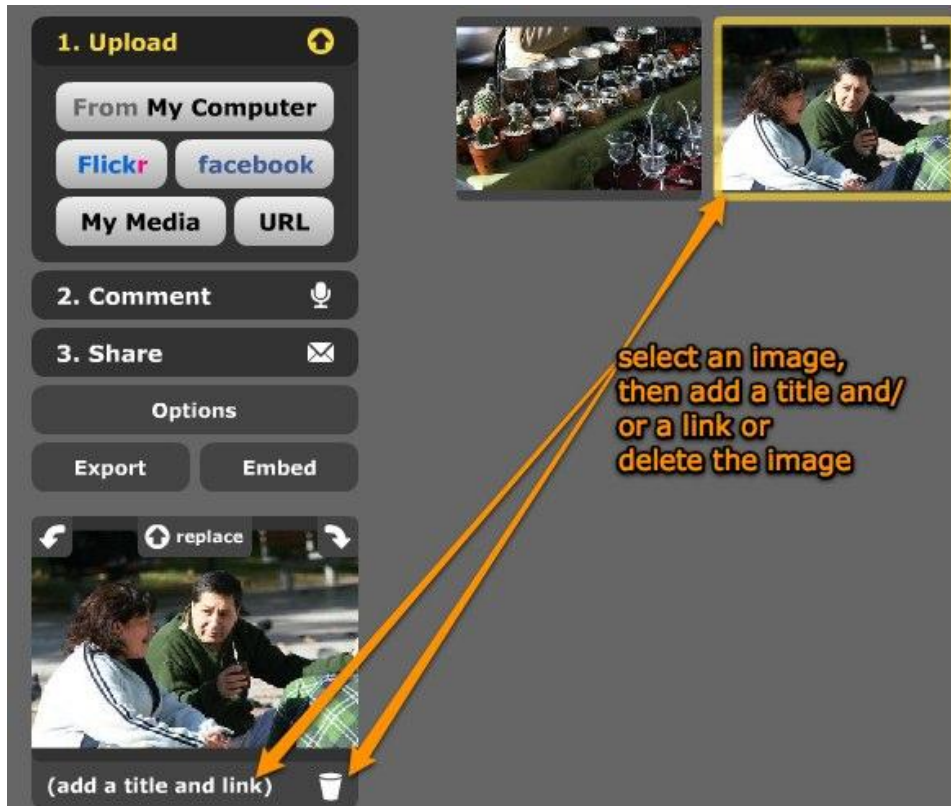 1. Upload
From My Computer
Flickr facebook
My Media URL
2. Comment
3. Share
Options
Export Embed
replace
(add a title and link)
select an image,
then add a title and/
or a link or
delete the image